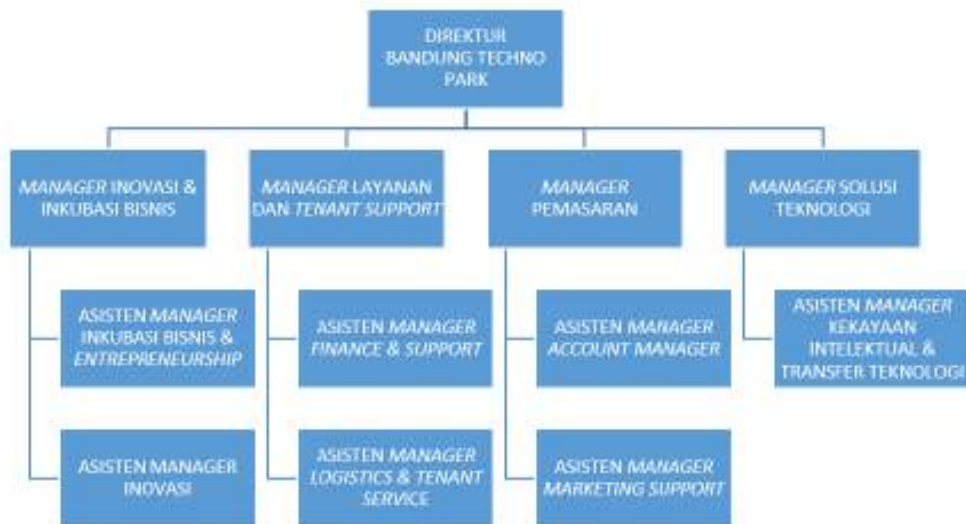 DIREKTUR
BANDUNG TECHNO
PARK
MANAGER INOVASI &
INKUBASI BISNIS
MANAGER LAYANAN
DAN TENANT SUPPORT
MANAGER
PEMASARAN
MANAGER SOLUSI
TEKNOLOGI
ASISTEN MANAGER
INKUBASI BISNIS &
ENTREPRENEURSHIP
ASISTEN MANAGER
FINANCE & SUPPORT
ASISTEN MANAGER
ACCOUNT MANAGER
ASISTEN MANAGER
KEKAYAAN
INTELEKTUAL &
TRANSFER TEKNOLOGI
ASISTEN MANAGER
INOVASI
ASISTEN MANAGER
LOGISTICS & TENANT
SERVICE
ASISTEN MANAGER
MARKETING SUPPORT